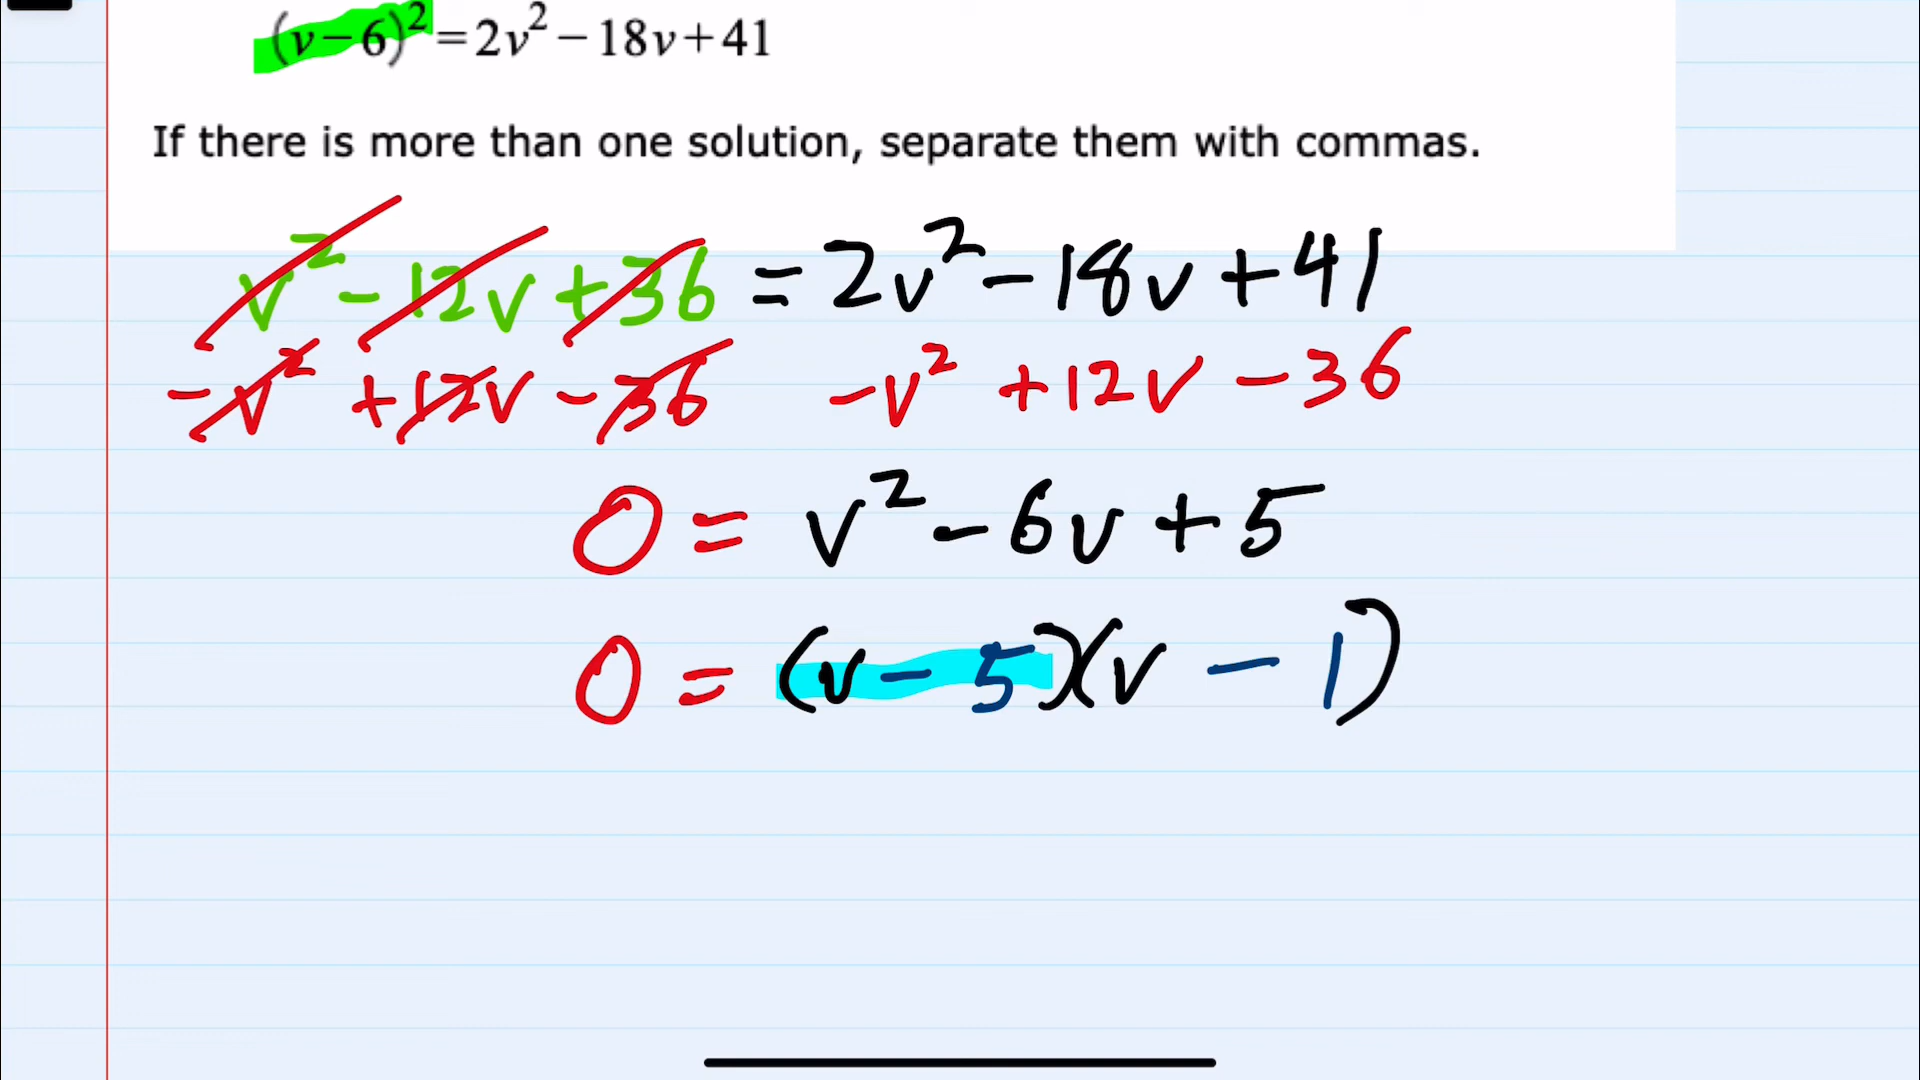 (v−6)²=2v²−18v+41
If there is more than one solution, separate them with commas.
v²−12v+36=2v²−18v+41
−v² +12v −36 −v² +12v −36
0= v²−6v+5
0= (v−5)(v−1)